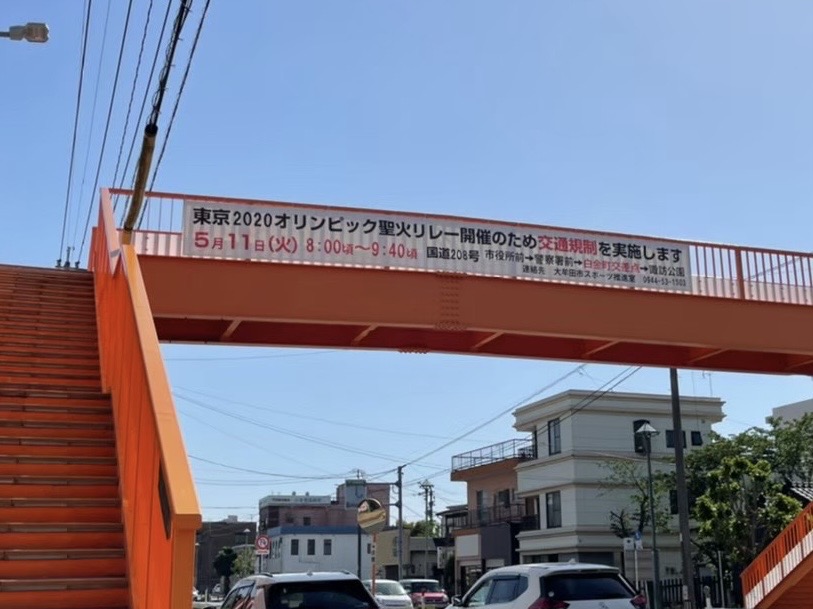 東京2020オリンピック聖火リレー開催のため交通規制を実施します
5月11日(火) 8:00頃～9:40頃 国道208号 市役所前→警察署前→白金町交差点→諏訪公園
連絡先 大牟田市スポーツ推進室 0944-53-1503